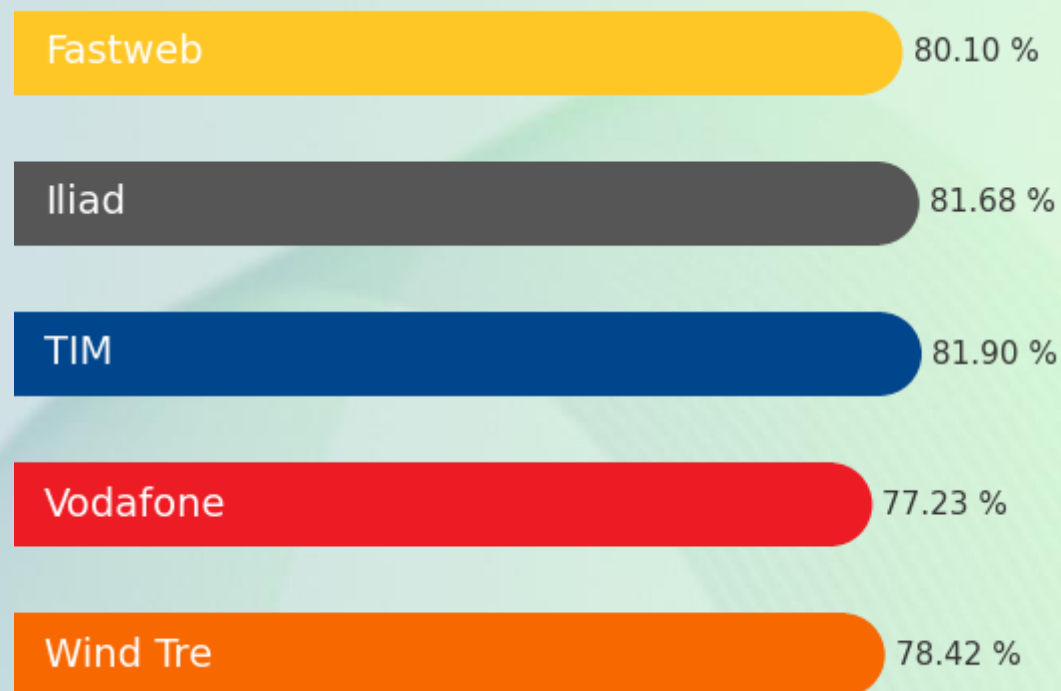 Fastweb 80.10 %
Iliad 81.68 %
TIM 81.90 %
Vodafone 77.23 %
Wind Tre 78.42 %